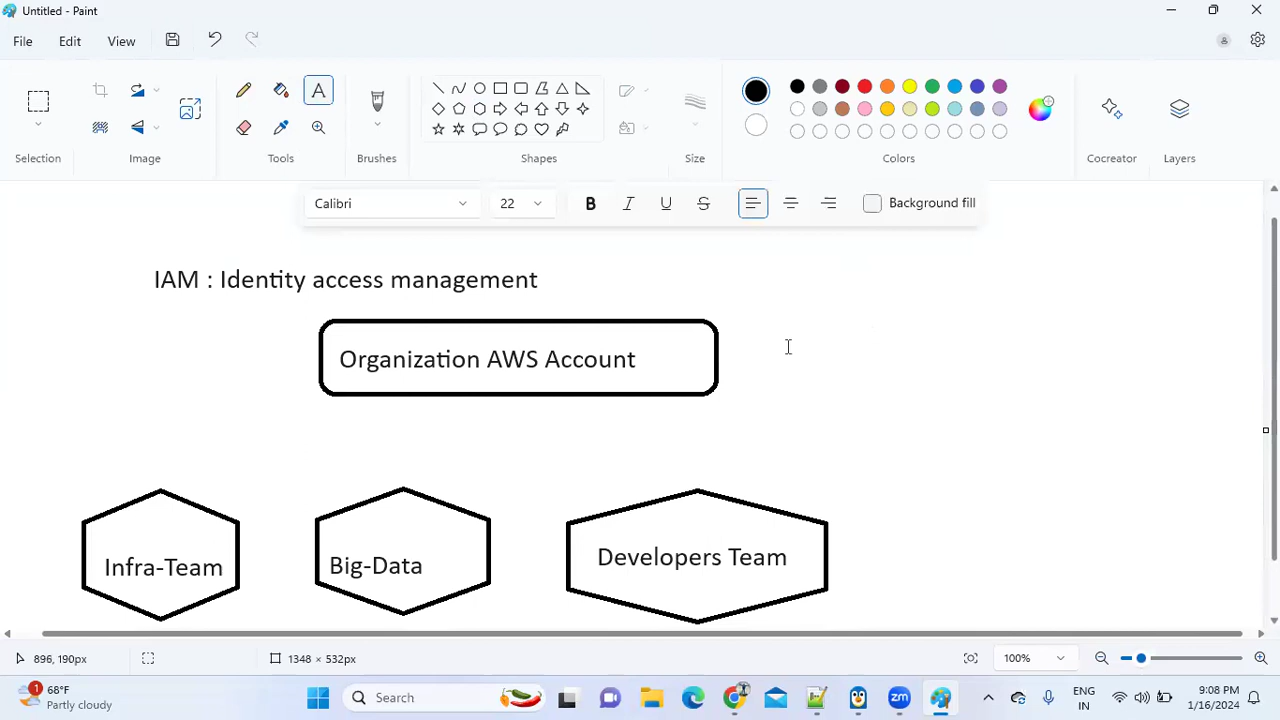 Untitled - Paint
File Edit View
Selection Image Tools Brushes Shapes Size Colors Cocreator Layers
Calibri 22 B I U S Background fill
IAM : Identity access management
Organization AWS Account
Infra-Team Big-Data Developers Team
896, 190px 1348 × 532px 100%
1 68°F Partly cloudy
Search
zm
ENG IN
9:08 PM
1/16/2024